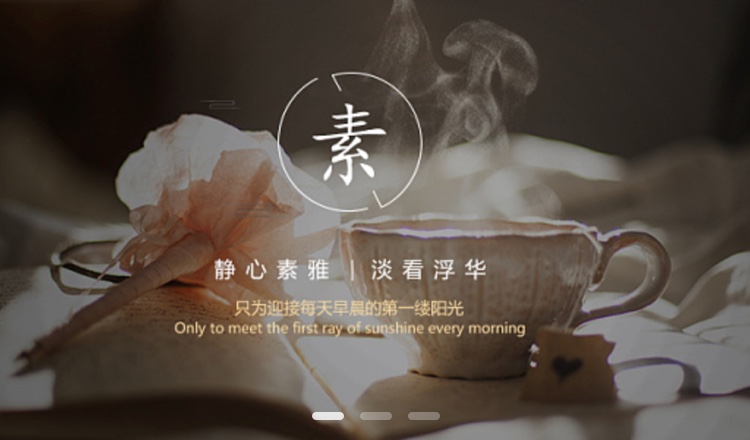 素
静心素雅 | 淡看浮华
只为迎接每天早晨的第一缕阳光
Only to meet the first ray of sunshine every morning